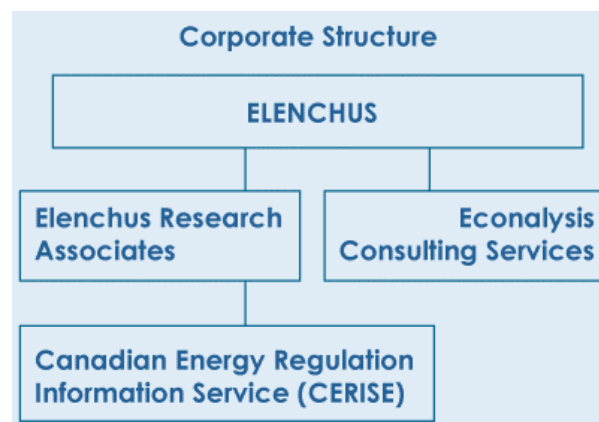 Corporate Structure
ELENCHUS
Elenchus Research
Associates
Econalysis
Consulting Services
Canadian Energy Regulation
Information Service (CERISE)